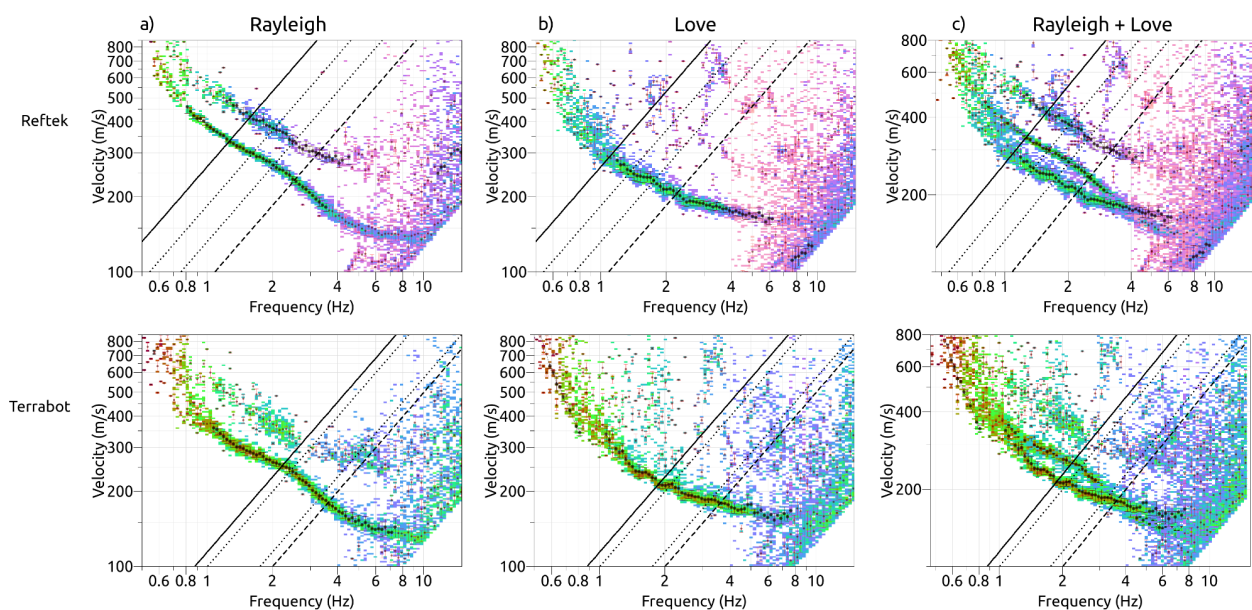 a) Rayleigh b) Love c) Rayleigh + Love
Reftek
Velocity (m/s) Velocity (m/s) Velocity (m/s)
800 800 800
700 700
600 600 600
500 500
400 400 400
300 300
200 200 200
100 100
0.6 0.8 1 2 4 6 8 10 0.6 0.8 1 2 4 6 8 10 0.6 0.8 1 2 4 6 8 10
Frequency (Hz) Frequency (Hz) Frequency (Hz)
Terrabot
Velocity (m/s) Velocity (m/s) Velocity (m/s)
800 800 800
700 700
600 600 600
500 500
400 400 400
300 300
200 200 200
100 100
0.6 0.8 1 2 4 6 8 10 0.6 0.8 1 2 4 6 8 10 0.6 0.8 1 2 4 6 8 10
Frequency (Hz) Frequency (Hz) Frequency (Hz)